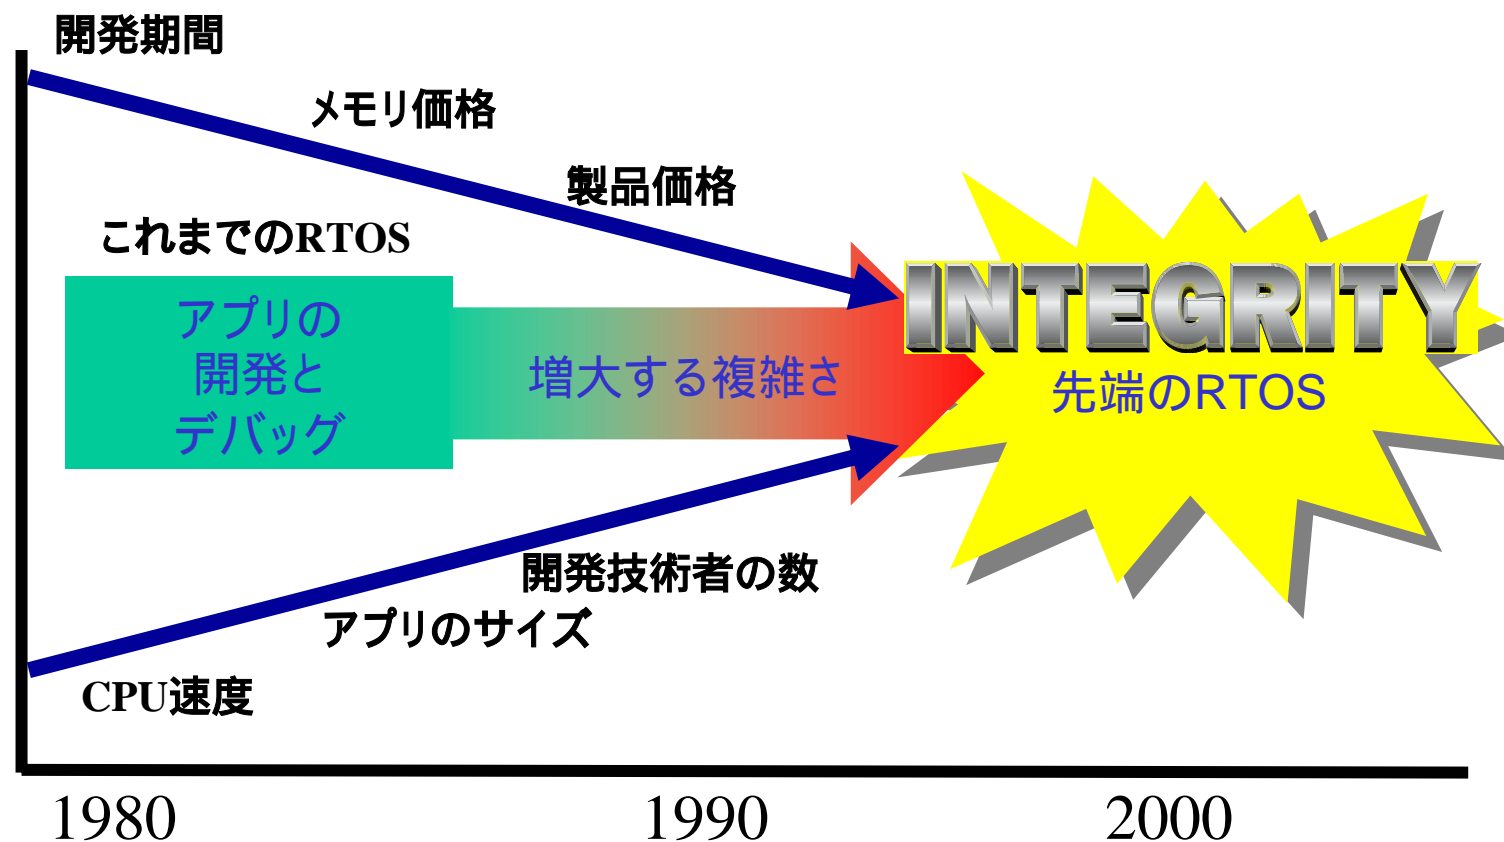 開発期間
メモリ価格
製品価格
これまでのRTOS
アプリの
開発と
デバッグ
増大する複雑さ
INTEGRITY
先端のRTOS
開発技術者の数
アプリのサイズ
CPU速度
1980
1990
2000